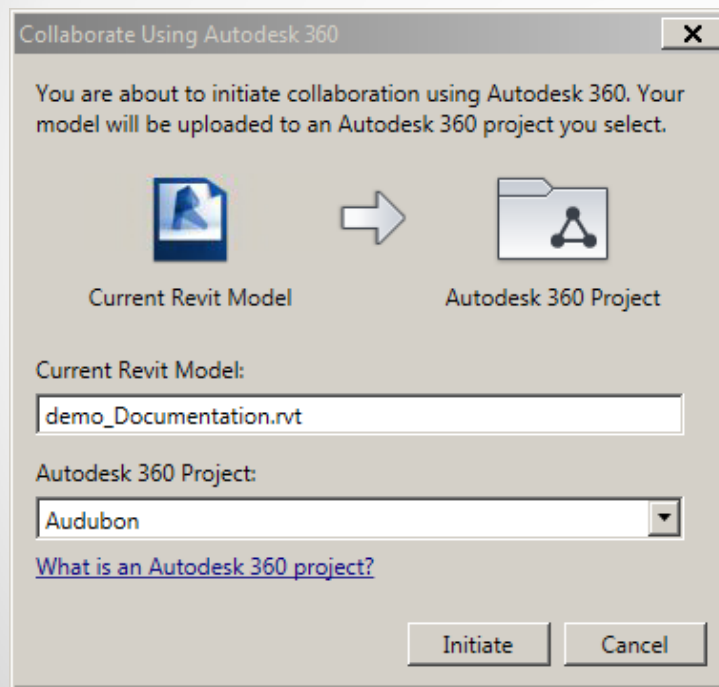 Collaborate Using Autodesk 360
You are about to initiate collaboration using Autodesk 360. Your
model will be uploaded to an Autodesk 360 project you select.
Current Revit Model
Autodesk 360 Project
Current Revit Model:
demo_Documentation.rvt
Autodesk 360 Project:
Audubon
What is an Autodesk 360 project?
Initiate
Cancel